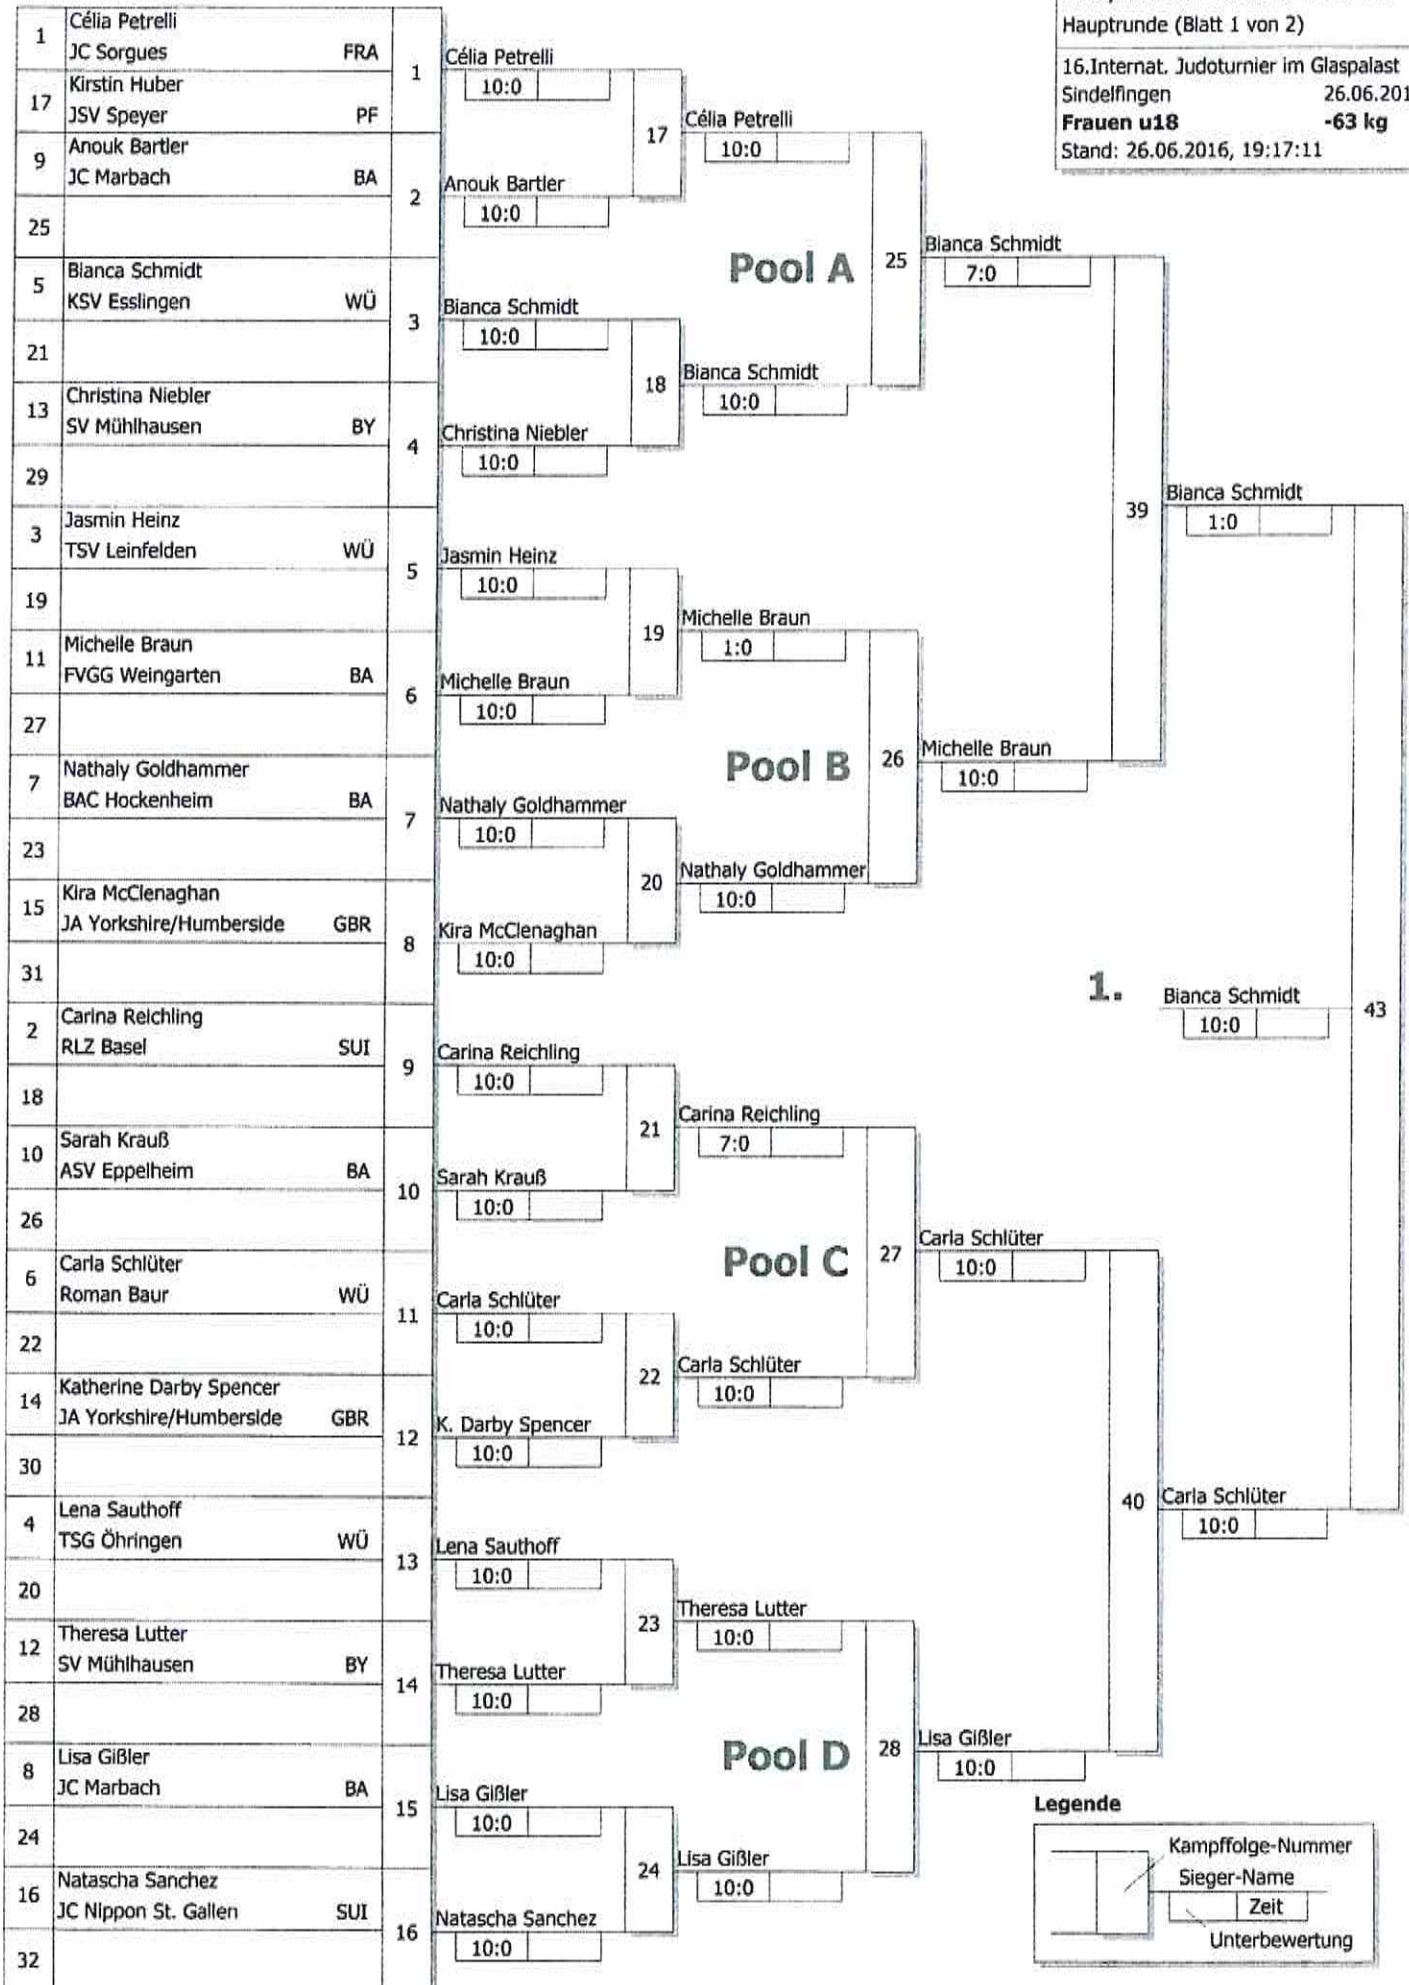 Hauptrunde (Blatt 1 von 2)
16.Internat. Judoturnier im Glaspalast
Sindelfingen 26.06.201
Frauen u18 -63 kg
Stand: 26.06.2016, 19:17:11
1 Célia Petrelli
JC Sorgues FRA
17 Kirstin Huber
JSV Speyer PF
9 Anouk Bartler
JC Marbach BA
25
5 Bianca Schmidt
KSV Esslingen WÜ
21
13 Christina Niebler
SV Mühlhausen BY
29
3 Jasmin Heinz
TSV Leinfelden WÜ
19
11 Michelle Braun
FVGG Weingarten BA
27
7 Nathaly Goldhammer
BAC Hockenheim BA
23
15 Kira McClenaghan
JA Yorkshire/Humberside GBR
31
2 Carina Reichling
RLZ Basel SUI
18
10 Sarah Krauß
ASV Eppelheim BA
26
6 Carla Schlüter
Roman Baur WÜ
22
14 Katherine Darby Spencer
JA Yorkshire/Humberside GBR
30
4 Lena Sauthoff
TSG Öhringen WÜ
20
12 Theresa Lutter
SV Mühlhausen BY
28
8 Lisa Gißler
JC Marbach BA
24
16 Natascha Sanchez
JC Nippon St. Gallen SUI
32
1 Célia Petrelli
10:0
2 Anouk Bartler
10:0
3 Bianca Schmidt
10:0
4 Christina Niebler
10:0
5 Jasmin Heinz
10:0
6 Michelle Braun
10:0
7 Nathaly Goldhammer
10:0
8 Kira McClenaghan
10:0
9 Carina Reichling
10:0
10 Sarah Krauß
10:0
11 Carla Schlüter
10:0
12 K. Darby Spencer
10:0
13 Lena Sauthoff
10:0
14 Theresa Lutter
10:0
15 Lisa Gißler
10:0
16 Natascha Sanchez
10:0
17 Célia Petrelli
10:0
18 Bianca Schmidt
10:0
19 Michelle Braun
1:0
20 Nathaly Goldhammer
10:0
21 Carina Reichling
7:0
22 Carla Schlüter
10:0
23 Theresa Lutter
10:0
24 Lisa Gißler
10:0
Pool A
25 Bianca Schmidt
7:0
Pool B
26 Michelle Braun
10:0
Pool C
27 Carla Schlüter
10:0
Pool D
28 Lisa Gißler
10:0
39 Bianca Schmidt
1:0
40 Carla Schlüter
10:0
1. Bianca Schmidt 43
10:0
Legende
Kampffolge-Nummer
Sieger-Name
Zeit
Unterbewertung